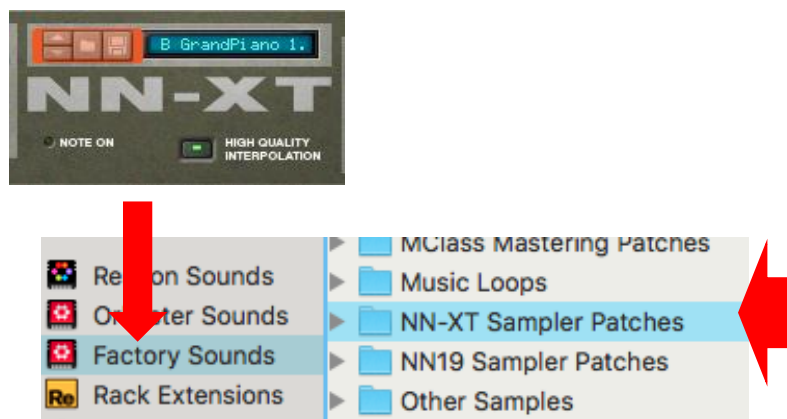 B GrandPiano 1.
NN-XT
NOTE ON
HIGH QUALITY
INTERPOLATION
Sounds
Factory Sounds
Rack Extensions
MClass Mastering Patches
Music Loops
NN-XT Sampler Patches
NN19 Sampler Patches
Other Samples
Re